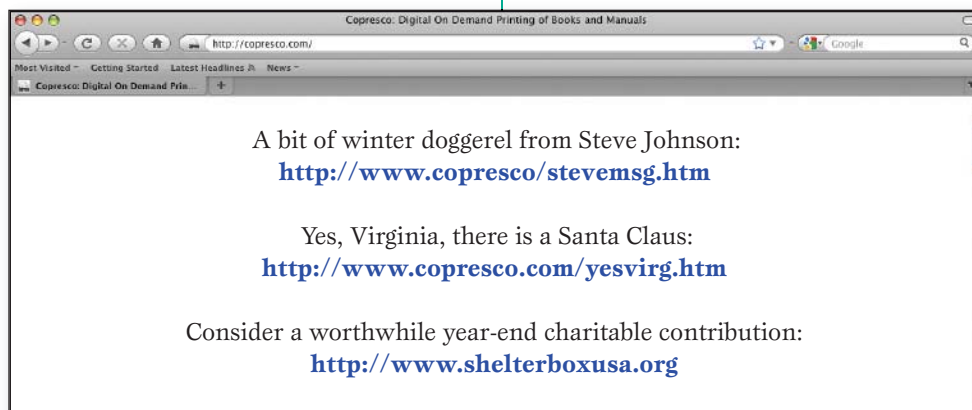 Copresco: Digital On Demand Printing of Books and Manuals
http://copresco.com/
Google
Most Visited Getting Started Latest Headlines News
Copresco: Digital On Demand Prin... +
A bit of winter doggerel from Steve Johnson:
http://www.copresco/stevemsg.htm
Yes, Virginia, there is a Santa Claus:
http://www.copresco.com/yesvirg.htm
Consider a worthwhile year-end charitable contribution:
http://www.shelterboxusa.org